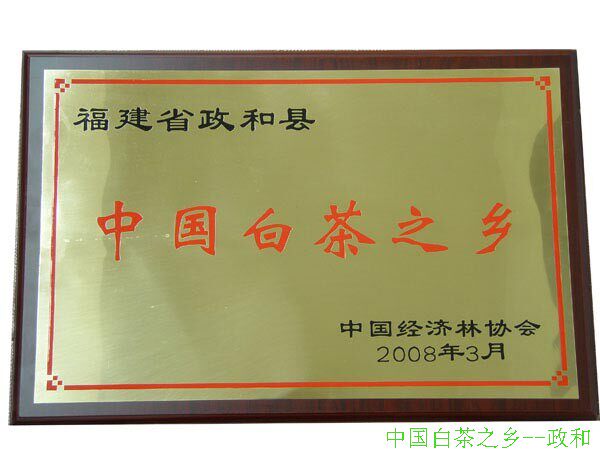 福建省政和县
中国白茶之乡
中国经济林协会
2008年3月
中国白茶之乡--政和